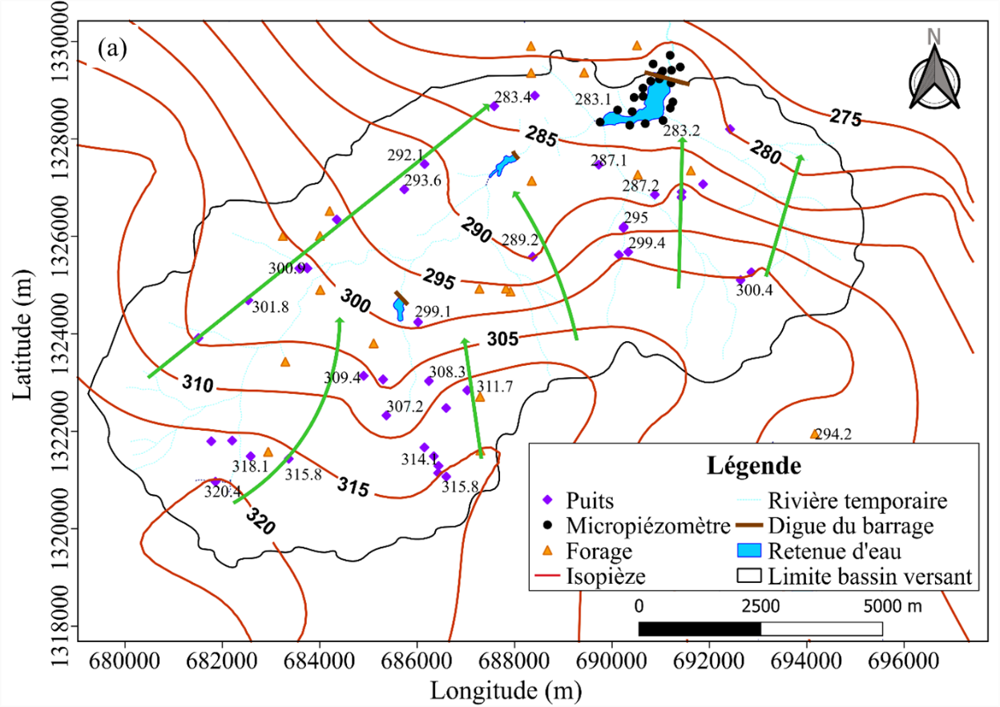 (a)
N
1330000
1328000
1326000
1324000
1322000
1320000
1318000
Latitude (m)
283.4
283.1
275
285
283.2
280
292.1
287.1
293.6
287.2
290
295
289.2
299.4
300.9
295
300.4
301.8
300
299.1
305
309.4
308.3
310
311.7
307.2
294.2
318.1
314.1
315.8
315.8
320.4
315
320
Légende
Puits
Rivière temporaire
Micropiézomètre
Digue du barrage
Forage
Retenue d'eau
Isopièze
Limite bassin versant
0 2500 5000 m
680000 682000 684000 686000 688000 690000 692000 694000 696000
Longitude (m)